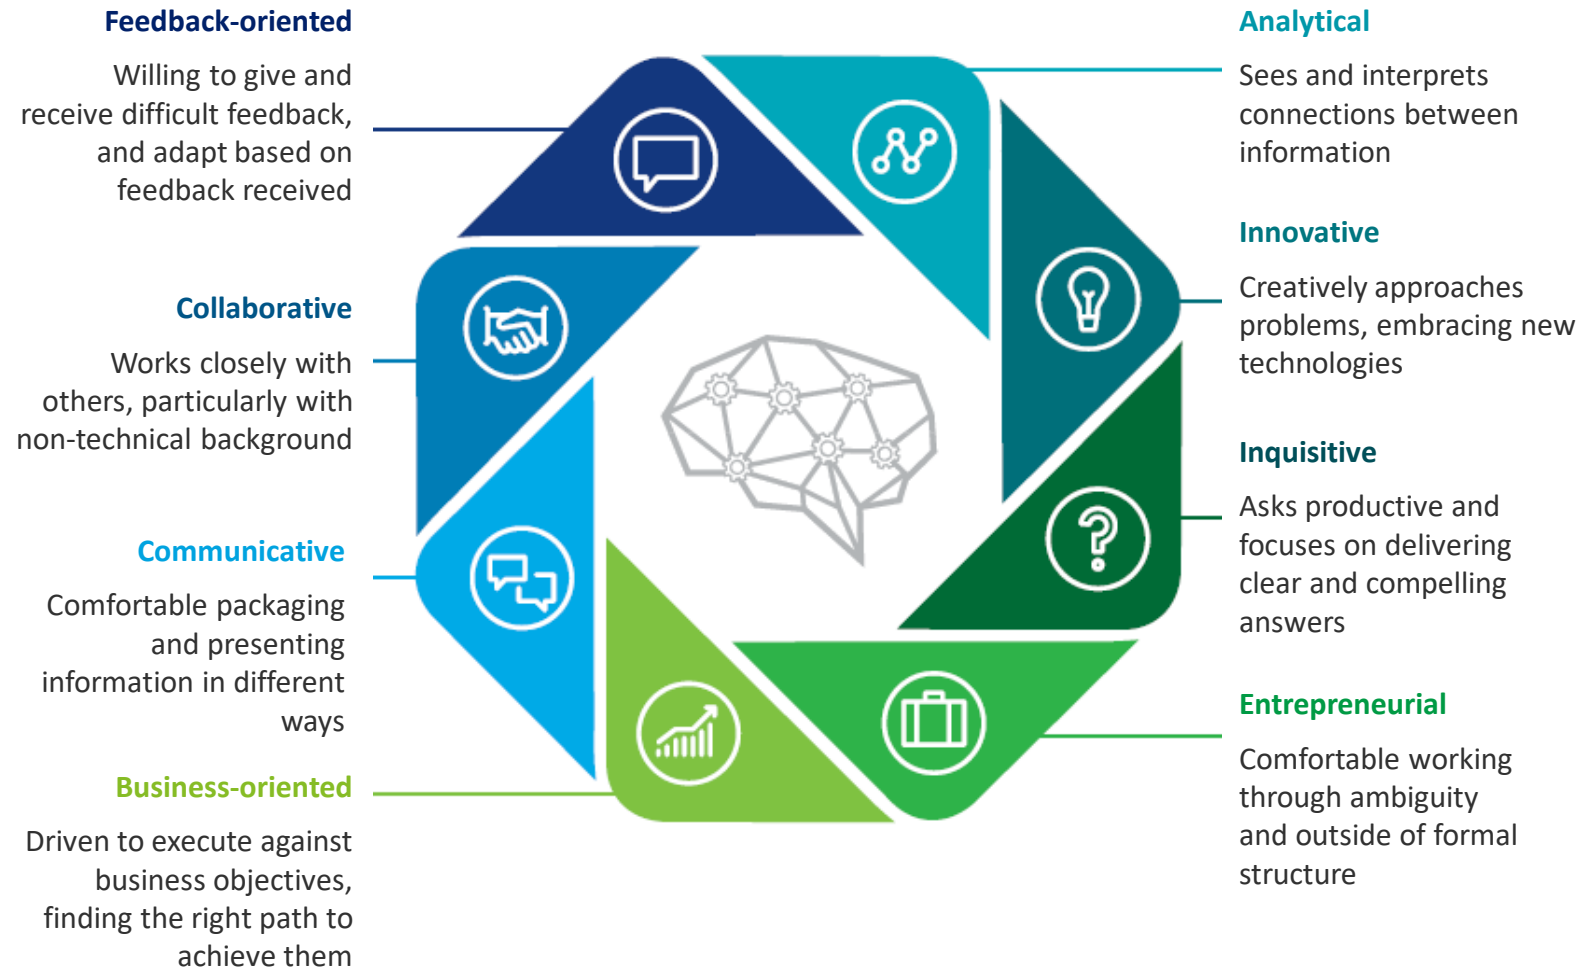 Feedback-oriented
Willing to give and
receive difficult feedback,
and adapt based on
feedback received
Collaborative
Works closely with
others, particularly with
non-technical background
Communicative
Comfortable packaging
and presenting
information in different
ways
Business-oriented
Driven to execute against
business objectives,
finding the right path to
achieve them
Analytical
Sees and interprets
connections between
information
Innovative
Creatively approaches
problems, embracing new
technologies
Inquisitive
Asks productive and
focuses on delivering
clear and compelling
answers
Entrepreneurial
Comfortable working
through ambiguity
and outside of formal
structure